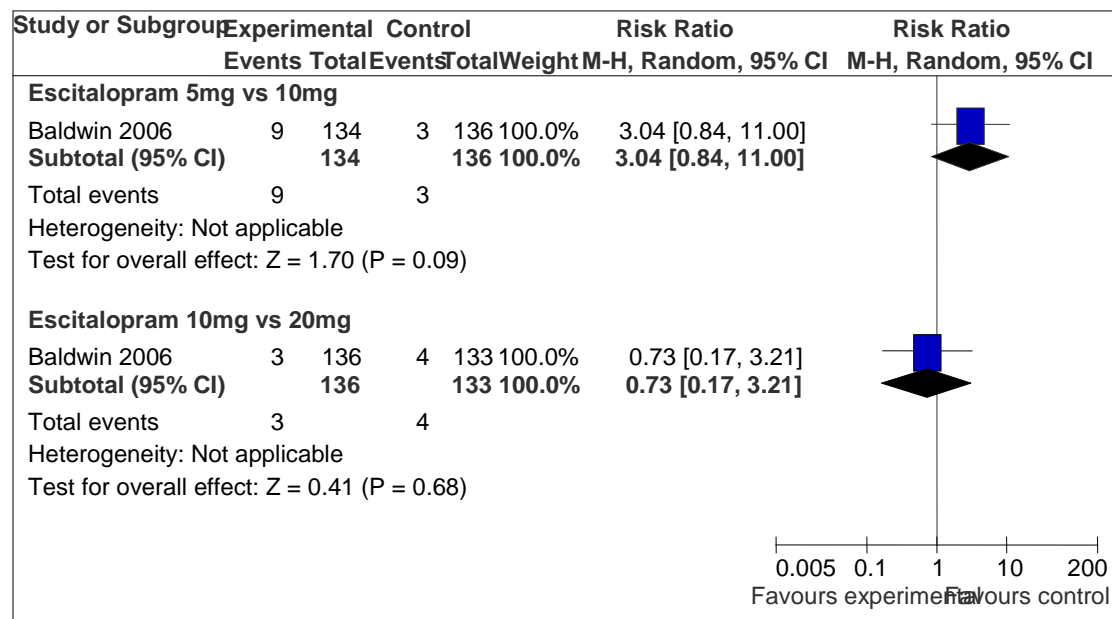 Study or Subgroup Experimental Control Risk Ratio Risk Ratio
Events Total Events Total Weight M-H, Random, 95% CI M-H, Random, 95% CI
Escitalopram 5mg vs 10mg
Baldwin 2006 9 134 3 136 100.0% 3.04 [0.84, 11.00]
Subtotal (95% CI) 134 136 100.0% 3.04 [0.84, 11.00]
Total events 9 3
Heterogeneity: Not applicable
Test for overall effect: Z = 1.70 (P = 0.09)
Escitalopram 10mg vs 20mg
Baldwin 2006 3 136 4 133 100.0% 0.73 [0.17, 3.21]
Subtotal (95% CI) 136 133 100.0% 0.73 [0.17, 3.21]
Total events 3 4
Heterogeneity: Not applicable
Test for overall effect: Z = 0.41 (P = 0.68)
0.005 0.1 1 10 200
Favours experimental Favours control